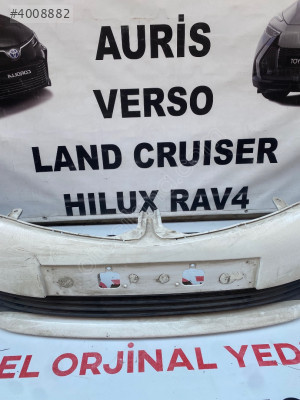 #4008882
AURİS
VERSO
LAND CRUISER
HILUX RAV4
EL ORJİNAL YED